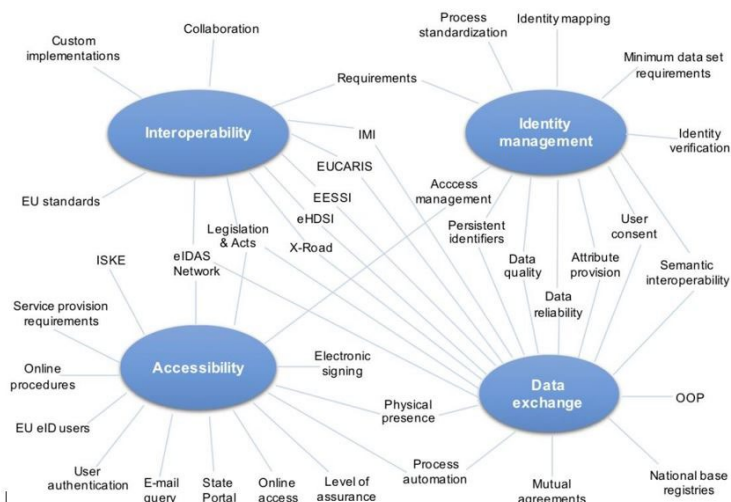 Process
standardization
Identity mapping
Collaboration
Custom
implementations
Minimum data set
requirements
Requirements
Interoperability
Identity
management
IMI
Identity
verification
EUCARIS
Acccess
management
EU standards
EESSI
eHDSI
Persistent
identifiers
User
consent
Legislation
& Acts
X-Road
eIDAS
Network
ISKE
Data
quality
Attribute
provision
Semantic
interoperability
Data
reliability
Service provision
requirements
Electronic
signing
Accessibility
Online
procedures
Data
exchange
OOP
Physical
presence
EU eID users
User
authentication
E-mail
query
State
Portal
Online
access
Level of
assurance
Process
automation
Mutual
agreements
National base
registries